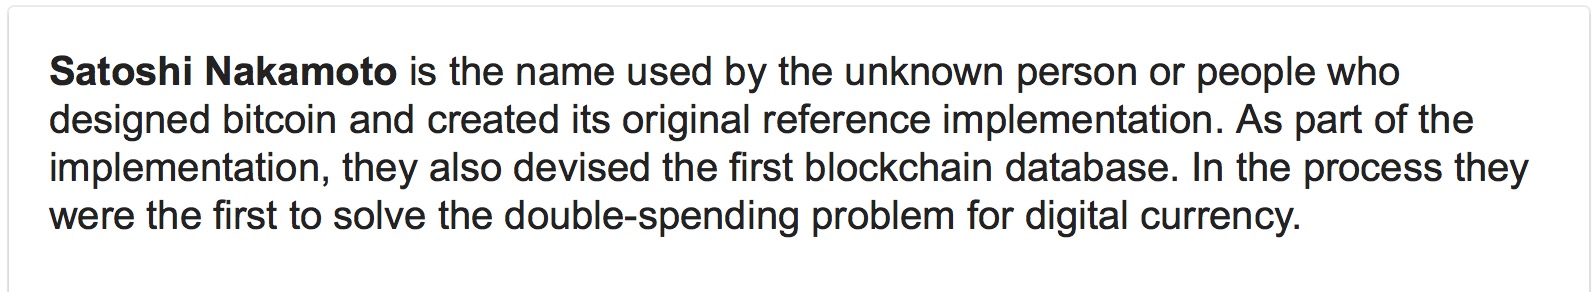 Satoshi Nakamoto is the name used by the unknown person or people who
designed bitcoin and created its original reference implementation. As part of the
implementation, they also devised the first blockchain database. In the process they
were the first to solve the double-spending problem for digital currency.